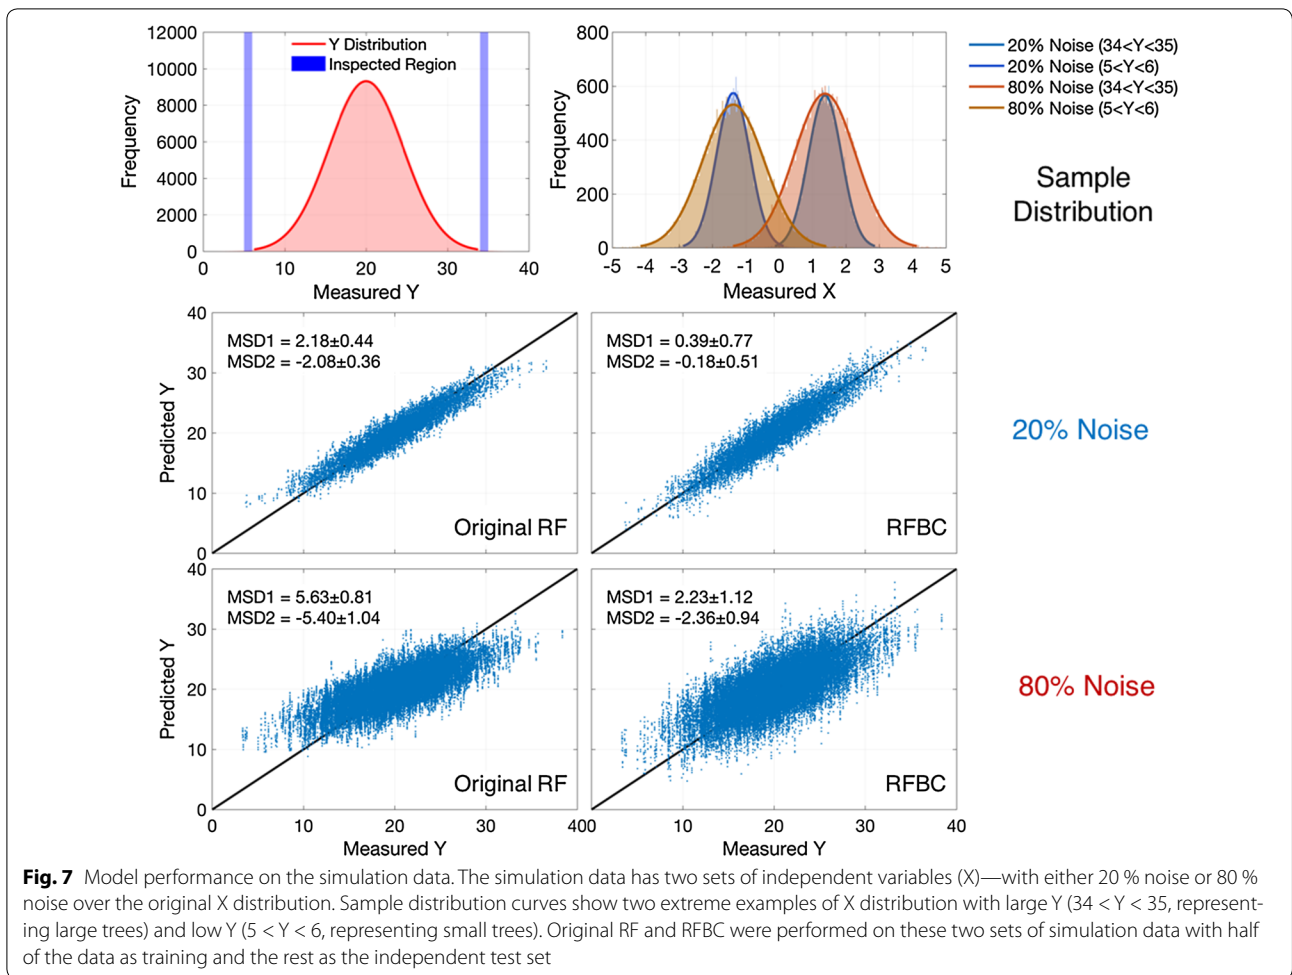 12000
10000
8000
6000
4000
2000
0
Frequency
0 10 20 30 40
Measured Y
Y Distribution
Inspected Region
800
600
400
200
0
Frequency
-5 -4 -3 -2 -1 0 1 2 3 4 5
Measured X
20% Noise (34<Y<35)
20% Noise (5<Y<6)
80% Noise (34<Y<35)
80% Noise (5<Y<6)
Sample
Distribution
40
30
20
10
0
Predicted Y
MSD1 = 2.18±0.44
MSD2 = -2.08±0.36
Original RF
MSD1 = 0.39±0.77
MSD2 = -0.18±0.51
RFBC
20% Noise
40
30
20
10
0
Predicted Y
MSD1 = 5.63±0.81
MSD2 = -5.40±1.04
Original RF
0 10 20 30 40
Measured Y
MSD1 = 2.23±1.12
MSD2 = -2.36±0.94
RFBC
0 10 20 30 40
Measured Y
80% Noise
Fig. 7 Model performance on the simulation data. The simulation data has two sets of independent variables (X)—with either 20 % noise or 80 %
noise over the original X distribution. Sample distribution curves show two extreme examples of X distribution with large Y (34 < Y < 35, represent-
ing large trees) and low Y (5 < Y < 6, representing small trees). Original RF and RFBC were performed on these two sets of simulation data with half
of the data as training and the rest as the independent test set